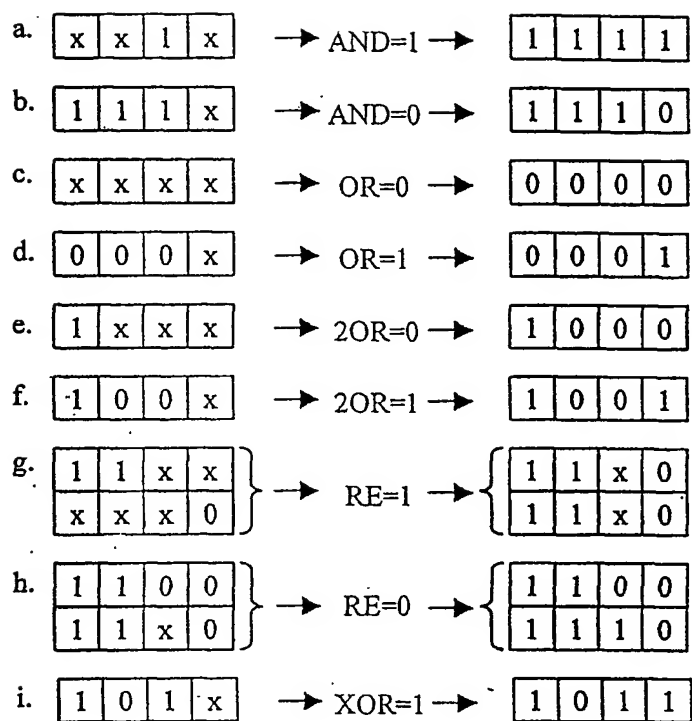 a. x x 1 x → AND=1 → 1 1 1 1
b. 1 1 1 x → AND=0 → 1 1 1 0
c. x x x x → OR=0 → 0 0 0 0
d. 0 0 0 x → OR=1 → 0 0 0 1
e. 1 x x x → 2OR=0 → 1 0 0 0
f. 1 0 0 x → 2OR=1 → 1 0 0 1
g. 1 1 x x 1 1 x 0
→ RE=1 →
x x x 0 1 1 x 0
h. 1 1 0 0 1 1 0 0
→ RE=0 →
1 1 x 0 1 1 1 0
i. 1 0 1 x → XOR=1 → 1 0 1 1